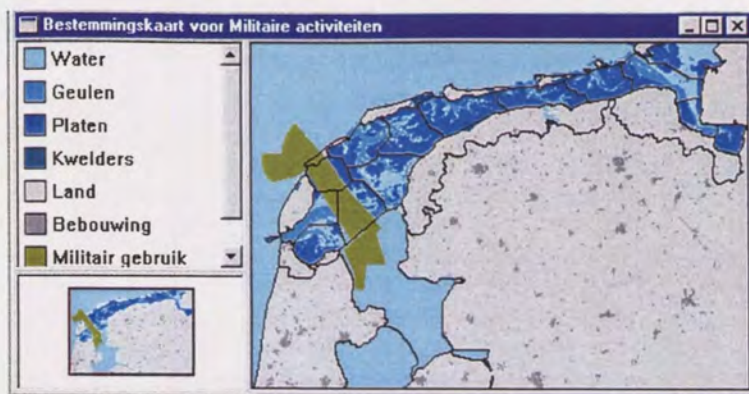 Bestemmingskaart voor Militaire activiteiten
Water
Geulen
Platen
Kwelders
Land
Bebouwing
Militair gebruik